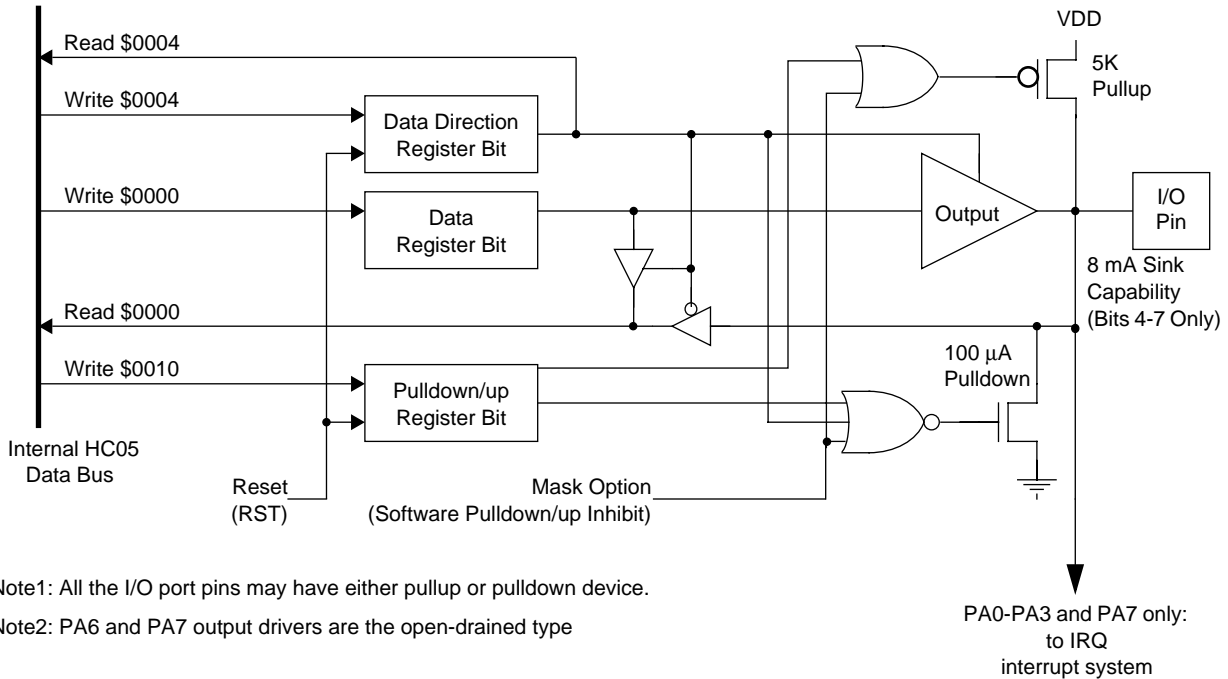 VDD
Read $0004
5K
Pullup
Write $0004
Data Direction
Register Bit
Write $0000
Data
Register Bit
Output
I/O
Pin
8 mA Sink
Capability
(Bits 4-7 Only)
Read $0000
100 μA
Pulldown
Write $0010
Pulldown/up
Register Bit
Internal HC05
Data Bus
Reset
(RST)
Mask Option
(Software Pulldown/up Inhibit)
Note1: All the I/O port pins may have either pullup or pulldown device.
Note2: PA6 and PA7 output drivers are the open-drained type
PA0-PA3 and PA7 only:
to IRQ
interrupt system